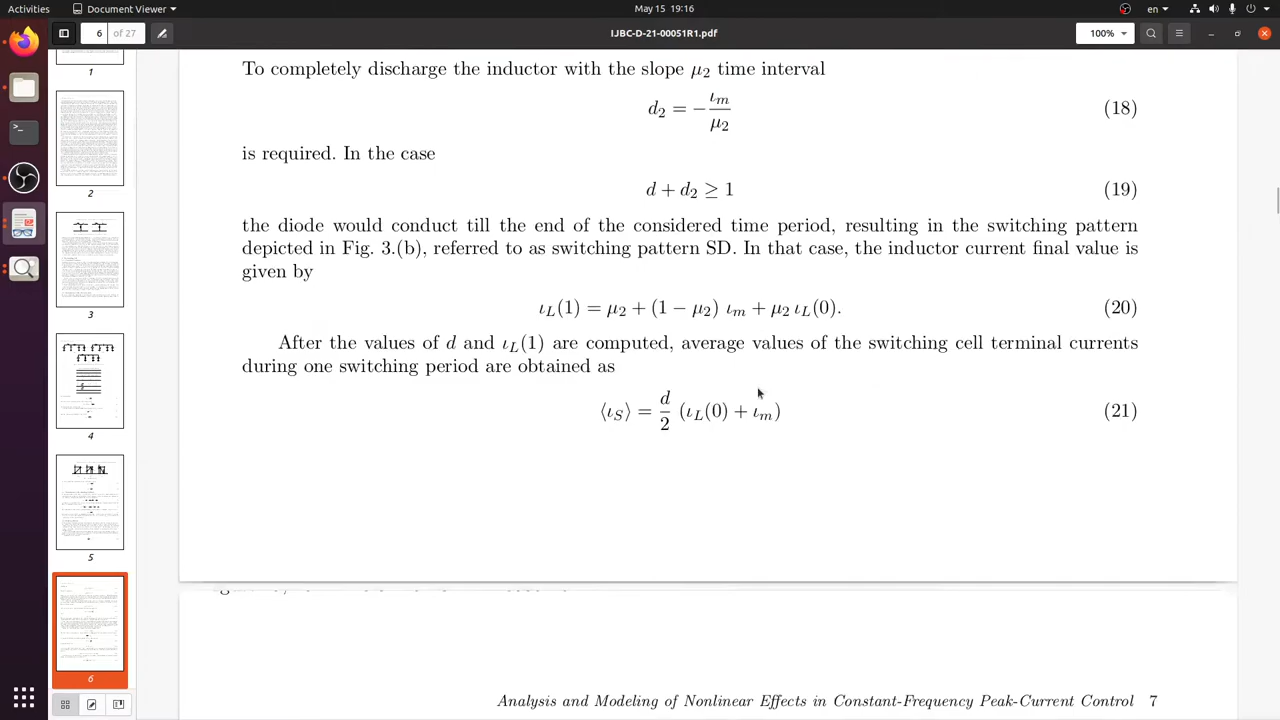 Activities
Document Viewer
May 15 19:16
en
6
of 27
IJBC-D-21-00051R1.pdf
100%
1
2
3
4
5
6
To completely discharge the inductor with the slope μ₂ time interval
d₂ = −ιₘ/μ₂ (18)
is required. In the case
d + d₂ ≥ 1 (19)
the diode would conduct till the end of the considered time period, resulting in the switching pattern
depicted in Fig. 3.(b), referred to as switching pattern SD. In that case, the inductor current final value is
given by
ι_L(1) = μ₂ + (1 − μ₂) ιₘ + μ₂ ι_L(0). (20)
After the values of d and ι_L(1) are computed, average values of the switching cell terminal currents
during one switching period are obtained as
⟨ι_S⟩ = d/2 (ι_L(0) + ιₘ) (21)
Analysis and Modeling of Nonlinear Effects in Constant-Frequency Peak-Current Control 7